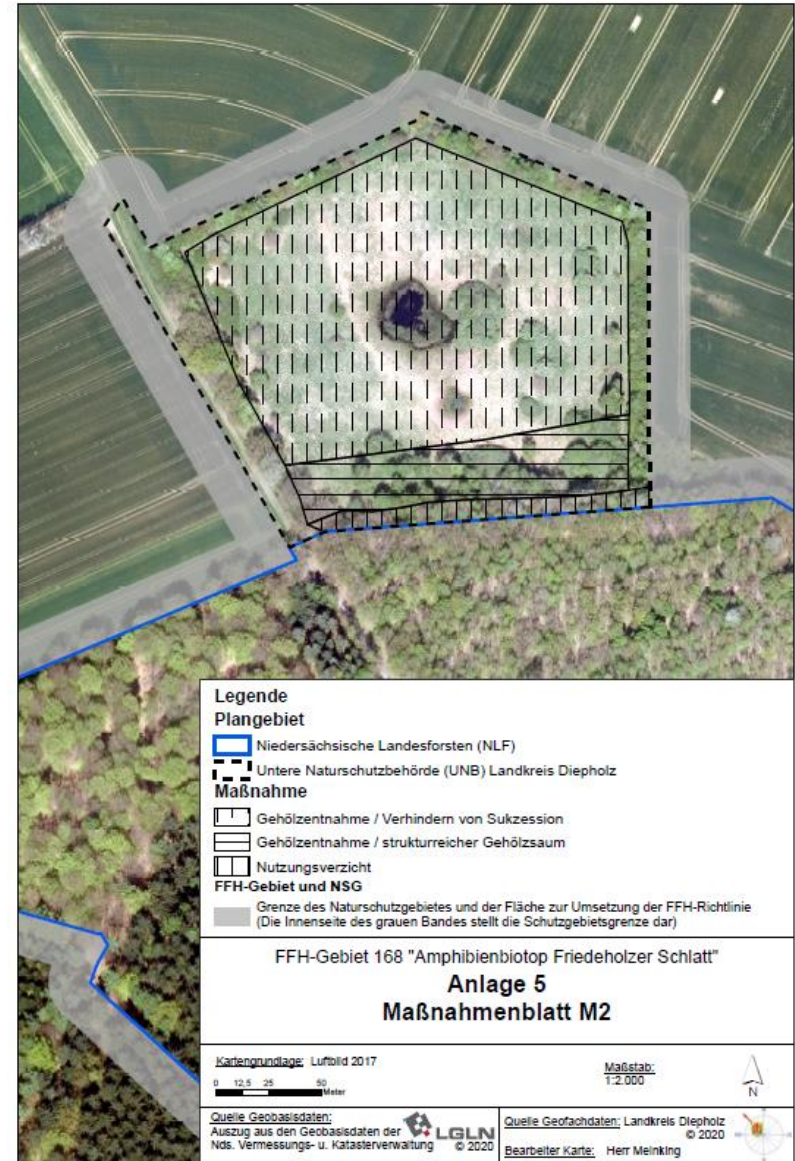 Legende
Plangebiet
Niedersächsische Landesforsten (NLF)
Untere Naturschutzbehörde (UNB) Landkreis Diepholz
Maßnahme
Gehölzentnahme / Verhindern von Sukzession
Gehölzentnahme / strukturreicher Gehölzsaum
Nutzungsverzicht
FFH-Gebiet und NSG
Grenze des Naturschutzgebietes und der Fläche zur Umsetzung der FFH-Richtlinie
(Die Innenseite des grauen Bandes stellt die Schutzgebietsgrenze dar)
FFH-Gebiet 168 "Amphibienbiotop Friedeholzer Schlatt"
Anlage 5
Maßnahmenblatt M2
Kartengrundlage: Luftbild 2017
0 12,5 25 50
Meter
Maßstab:
1:2.000
N
Quelle Geobasisdaten:
Auszug aus den Geobasisdaten der
Nds. Vermessungs- u. Katasterverwaltung
LGLN
© 2020
Quelle Geofachdaten: Landkreis Diepholz
© 2020
Bearbeiter Karte: Herr Meinking